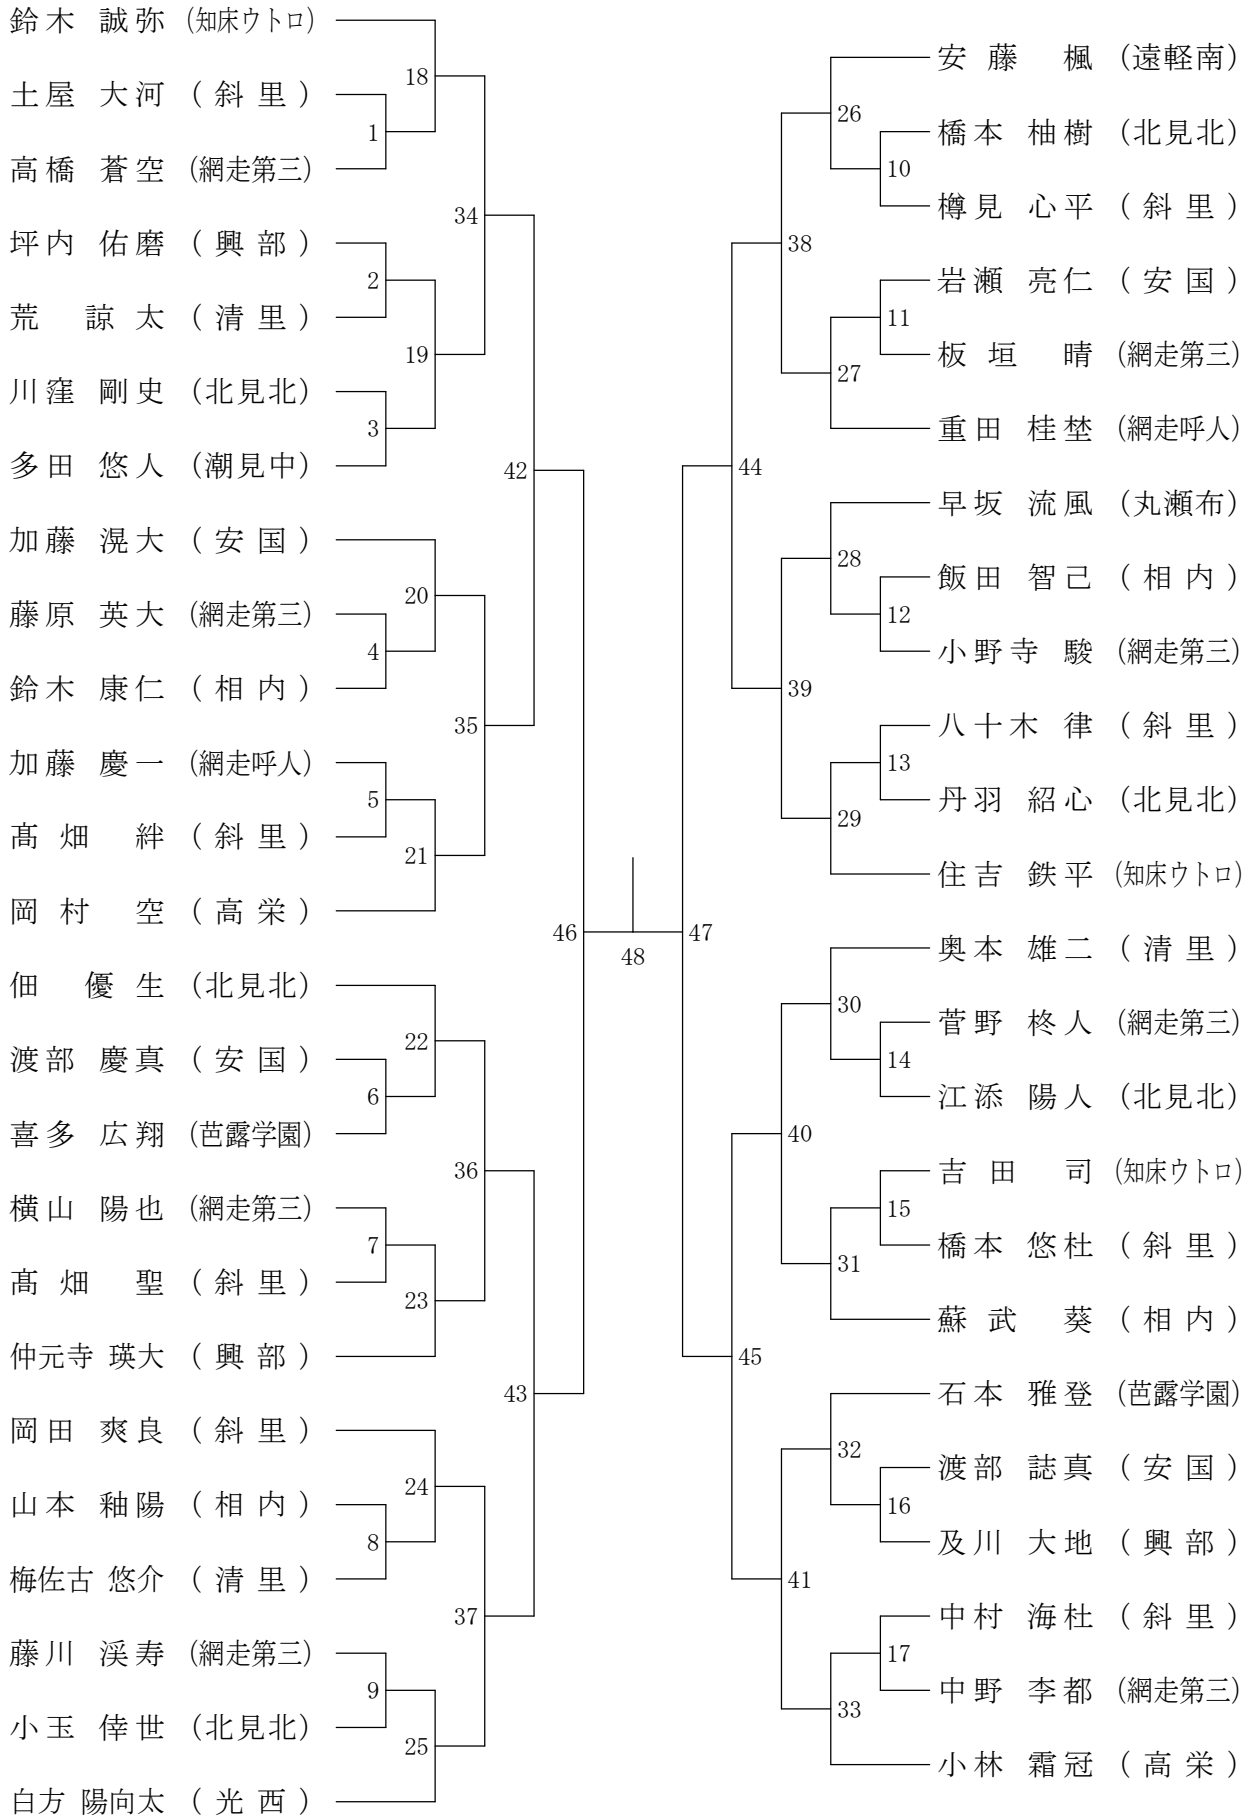 鈴木 誠弥 (知床ウトロ)
土屋 大河 (斜里)
高橋 蒼空 (網走第三)
坪内 佑磨 (興部)
荒 諒太 (清里)
川窪 剛史 (北見北)
多田 悠人 (潮見中)
加藤 滉大 (安国)
藤原 英大 (網走第三)
鈴木 康仁 (相内)
加藤 慶一 (網走呼人)
髙畑 絆 (斜里)
岡村 空 (高栄)
佃 優生 (北見北)
渡部 慶真 (安国)
喜多 広翔 (芭露学園)
横山 陽也 (網走第三)
髙畑 聖 (斜里)
仲元寺 瑛大 (興部)
岡田 爽良 (斜里)
山本 釉陽 (相内)
梅佐古 悠介 (清里)
藤川 渓寿 (網走第三)
小玉 倖世 (北見北)
白方 陽向太 (光西)
18
1
34
2
19
3
42
20
4
35
5
21
46
22
6
36
7
23
43
24
8
37
9
25
48
47
26
10
38
11
27
44
28
12
39
13
29
30
14
40
15
31
45
32
16
41
17
33
安藤 楓 (遠軽南)
橋本 柚樹 (北見北)
樽見 心平 (斜里)
岩瀬 亮仁 (安国)
板垣 晴 (網走第三)
重田 桂埜 (網走呼人)
早坂 流風 (丸瀬布)
飯田 智己 (相内)
小野寺 駿 (網走第三)
八十木 律 (斜里)
丹羽 紹心 (北見北)
住吉 鉄平 (知床ウトロ)
奥本 雄二 (清里)
菅野 柊人 (網走第三)
江添 陽人 (北見北)
吉田 司 (知床ウトロ)
橋本 悠杜 (斜里)
蘇武 葵 (相内)
石本 雅登 (芭露学園)
渡部 誌真 (安国)
及川 大地 (興部)
中村 海杜 (斜里)
中野 李都 (網走第三)
小林 霜冠 (高栄)